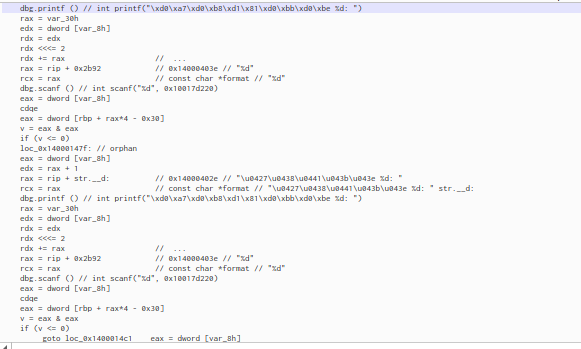 dbg.printf () // int printf("\xd0\xa7\xd0\xb8\xd1\x81\xd0\xbb\xd0\xbe %d: ")
rax = var_30h
edx = dword [var_8h]
rdx = edx
rdx <<<= 2
rdx += rax // ...
rax = rip + 0x2b92 // 0x14000403e // "%d"
rcx = rax // const char *format // "%d"
dbg.scanf () // int scanf("%d", 0x10017d220)
eax = dword [var_8h]
cdqe
eax = dword [rbp + rax*4 - 0x30]
v = eax & eax
if (v <= 0)
loc_0x14000147f: // orphan
eax = dword [var_8h]
edx = rax + 1
rax = rip + str.__d: // 0x14000402e // "\u0427\u0438\u0441\u043b\u043e %d: "
rcx = rax // const char *format // "\u0427\u0438\u0441\u043b\u043e %d: " str.__d:
dbg.printf () // int printf("\xd0\xa7\xd0\xb8\xd1\x81\xd0\xbb\xd0\xbe %d: ")
rax = var_30h
edx = dword [var_8h]
rdx = edx
rdx <<<= 2
rdx += rax // ...
rax = rip + 0x2b92 // 0x14000403e // "%d"
rcx = rax // const char *format // "%d"
dbg.scanf () // int scanf("%d", 0x10017d220)
eax = dword [var_8h]
cdqe
eax = dword [rbp + rax*4 - 0x30]
v = eax & eax
if (v <= 0)
goto loc_0x1400014c1 eax = dword [var_8h]